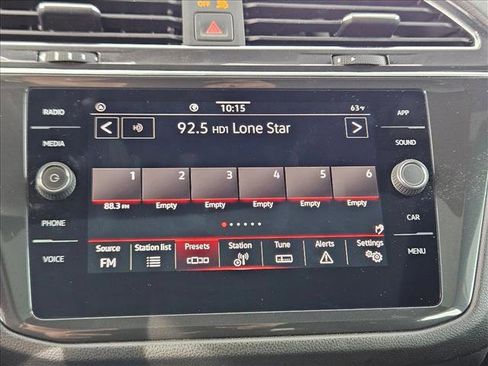 OFF
10:15
63°F
92.5 HD1 Lone Star
1 2 3 4 5 6
88.3 FM Empty Empty Empty Empty Empty
Source Station list Presets Station Tune Alerts Settings
FM
RADIO
MEDIA
PHONE
VOICE
APP
SOUND
CAR
MENU